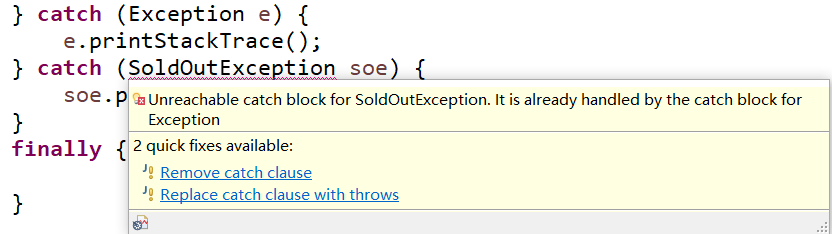 } catch (Exception e) {
e.printStackTrace();
} catch (SoldOutException soe) {
soe.p
Unreachable catch block for SoldOutException. It is already handled by the catch block for
Exception
}
2 quick fixes available:
finally {
Remove catch clause
Replace catch clause with throws
}